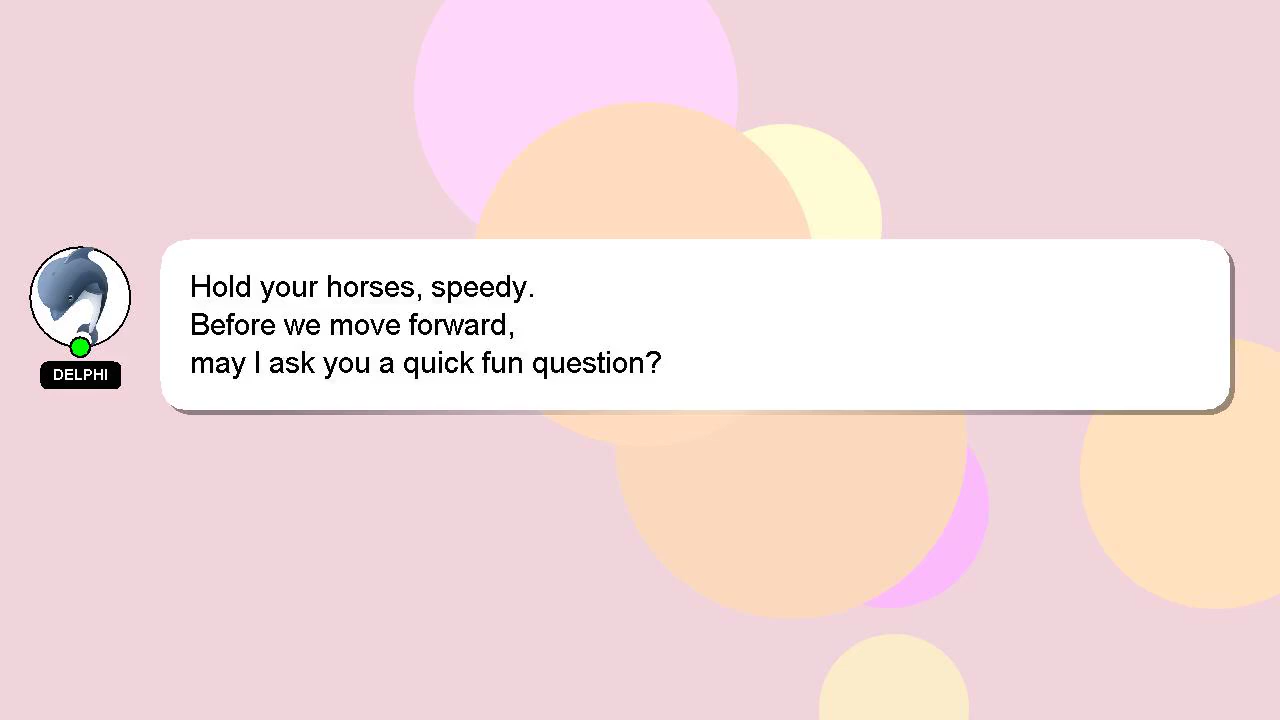 Hold your horses, speedy.
Before we move forward,
may I ask you a quick fun question?
DELPHI